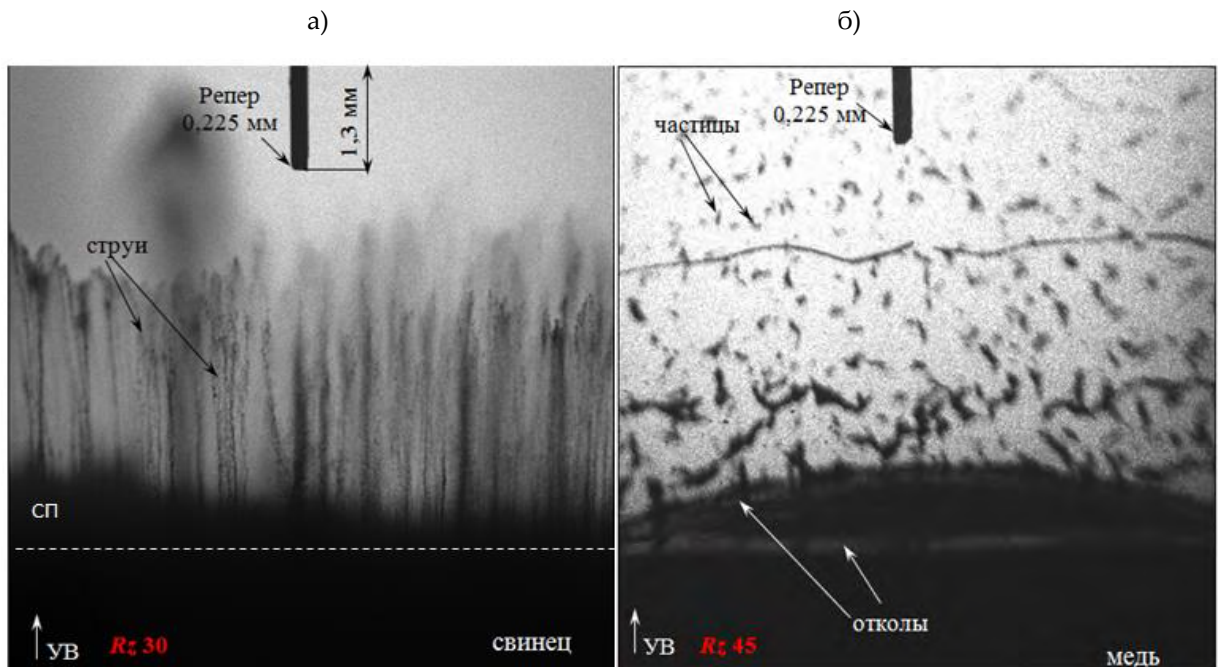 а)
б)
Репер
0,225 мм
1,3 мм
струи
СП
УВ
Rz 30
свинец
Репер
0,225 мм
частицы
отколы
УВ
Rz 45
медь